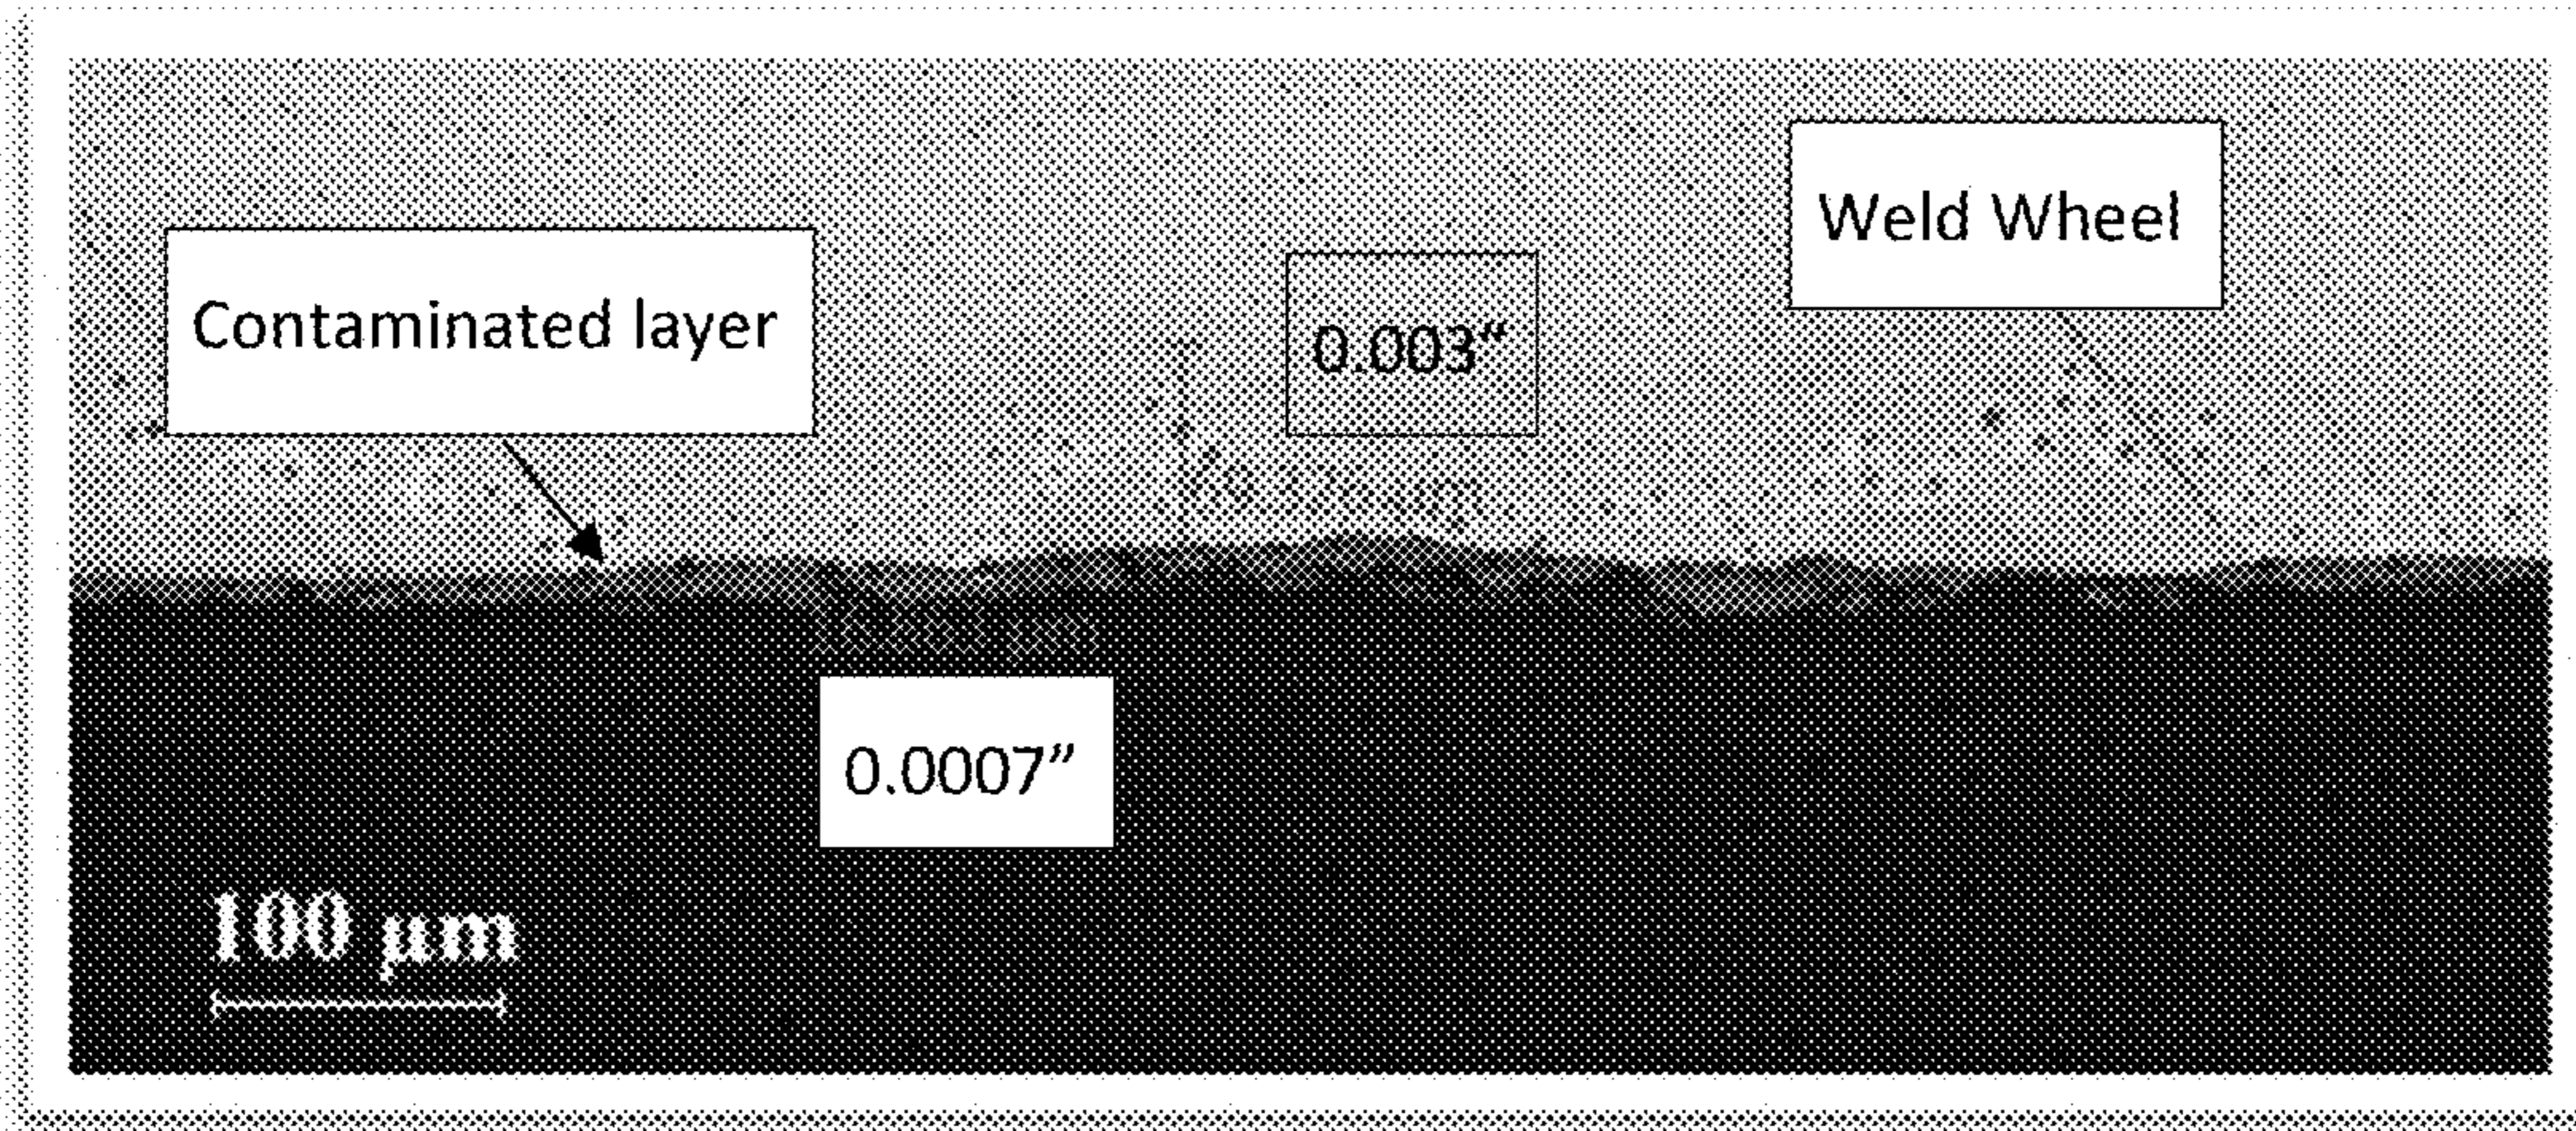 Weld Wheel
Contaminated layer
0.003“
0.0007”
100 µm